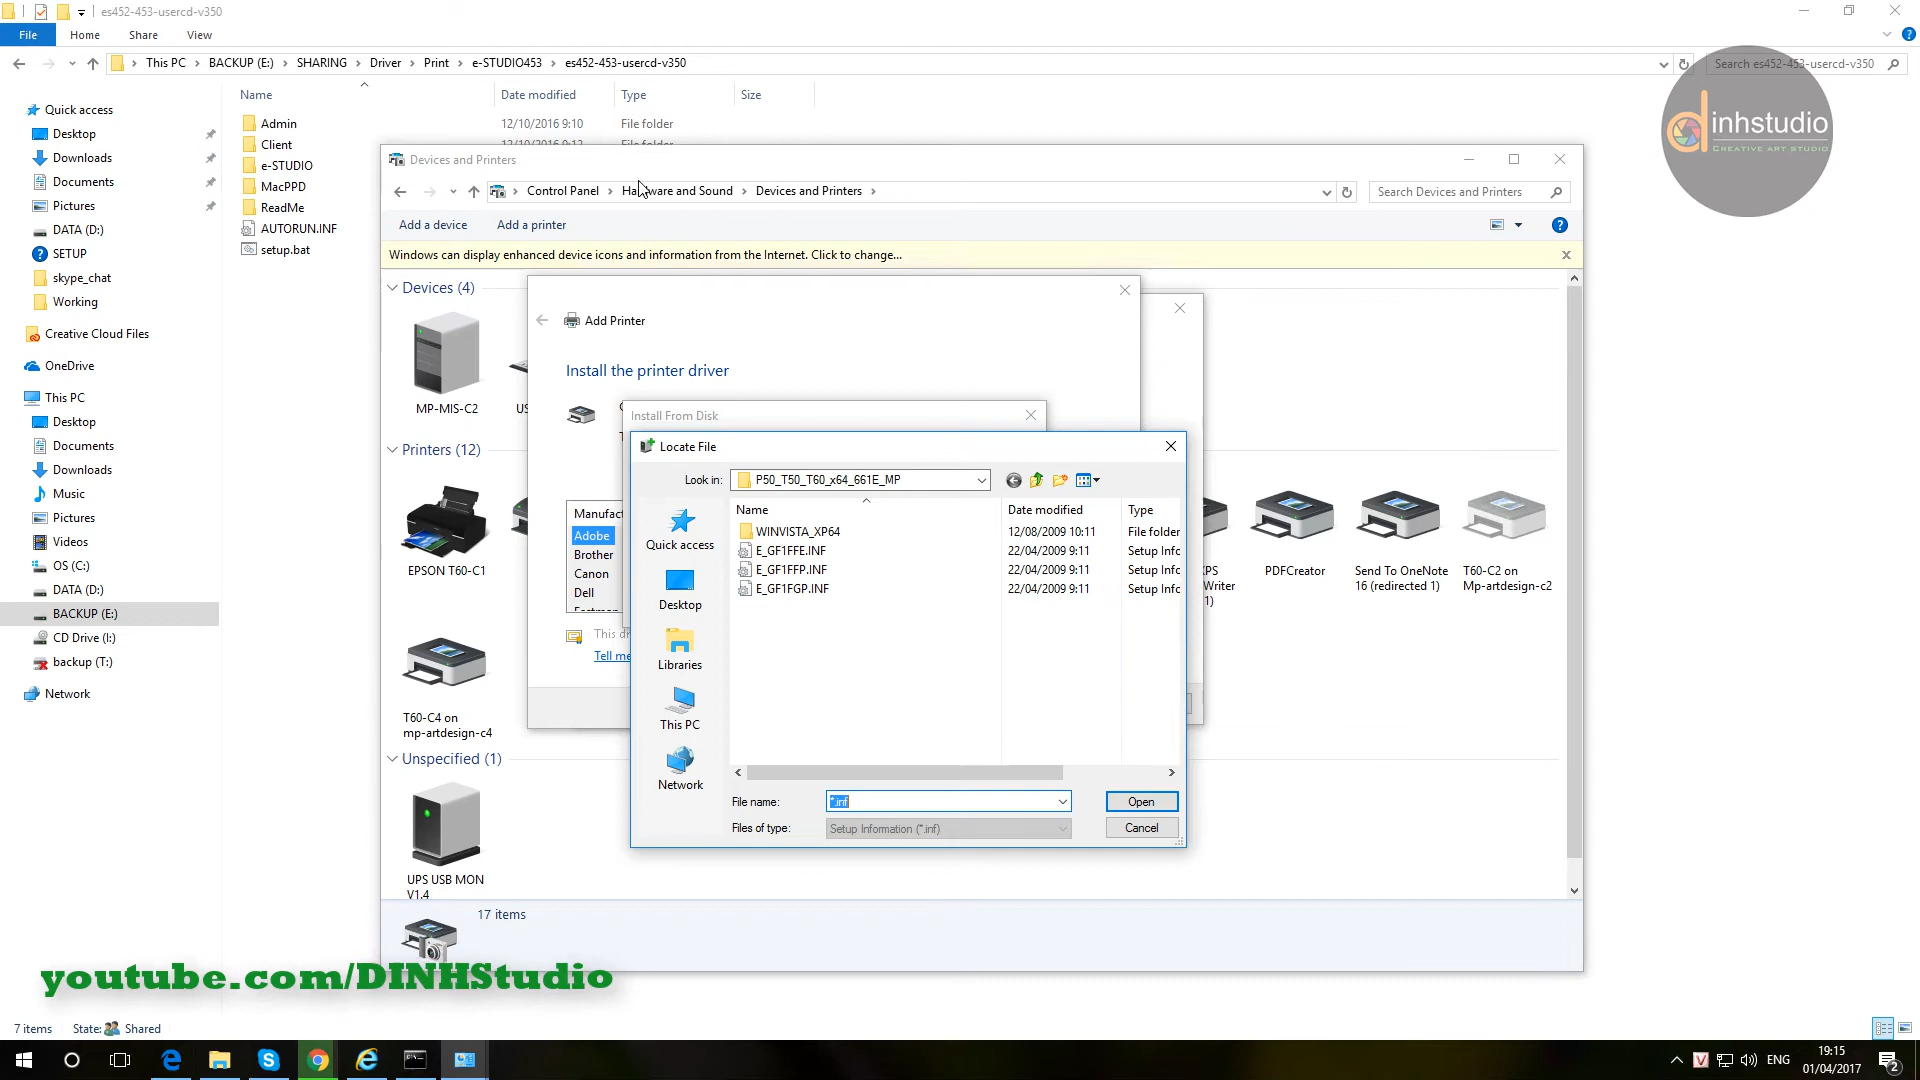 es452-453-usercd-v350
File Home Share View
This PC BACKUP (E:) SHARING Driver Print e-STUDIO453 es452-453-usercd-v350
Search es452-453-usercd-v350
Name Date modified Type Size
Quick access
Desktop
Downloads
Documents
Pictures
DATA (D:)
SETUP
skype_chat
Working
Creative Cloud Files
OneDrive
This PC
Desktop
Documents
Downloads
Music
Pictures
Videos
OS (C:)
DATA (D:)
BACKUP (E:)
CD Drive (I:)
backup (T:)
Network
Admin 12/10/2016 9:10 File folder
Client
e-STUDIO
MacPPD
ReadMe
AUTORUN.INF
setup.bat
dinhstudio
CREATIVE ART STUDIO
Devices and Printers
Control Panel Hardware and Sound Devices and Printers
Search Devices and Printers
Add a device Add a printer
Windows can display enhanced device icons and information from the Internet. Click to change...
Devices (4)
MP-MIS-C2
Printers (12)
EPSON T60-C1
T60-C4 on
mp-artdesign-c4
PDFCreator
Send To OneNote
16 (redirected 1)
T60-C2 on
Mp-artdesign-c2
Unspecified (1)
UPS USB MON
V1.4
17 items
Add Printer
Install the printer driver
Manufact
Adobe
Brother
Canon
Dell
Tell me
Install From Disk
Locate File
Look in: P50_T50_T60_x64_661E_MP
Name Date modified Type
WINVISTA_XP64 12/08/2009 10:11 File folder
E_GF1FFE.INF 22/04/2009 9:11 Setup Info
E_GF1FFP.INF 22/04/2009 9:11 Setup Info
E_GF1FGP.INF 22/04/2009 9:11 Setup Info
Quick access
Desktop
Libraries
This PC
Network
File name: *.inf Open
Files of type: Setup Information (*.inf) Cancel
youtube.com/DINHStudio
7 items State: Shared
ENG
19:15
01/04/2017
2